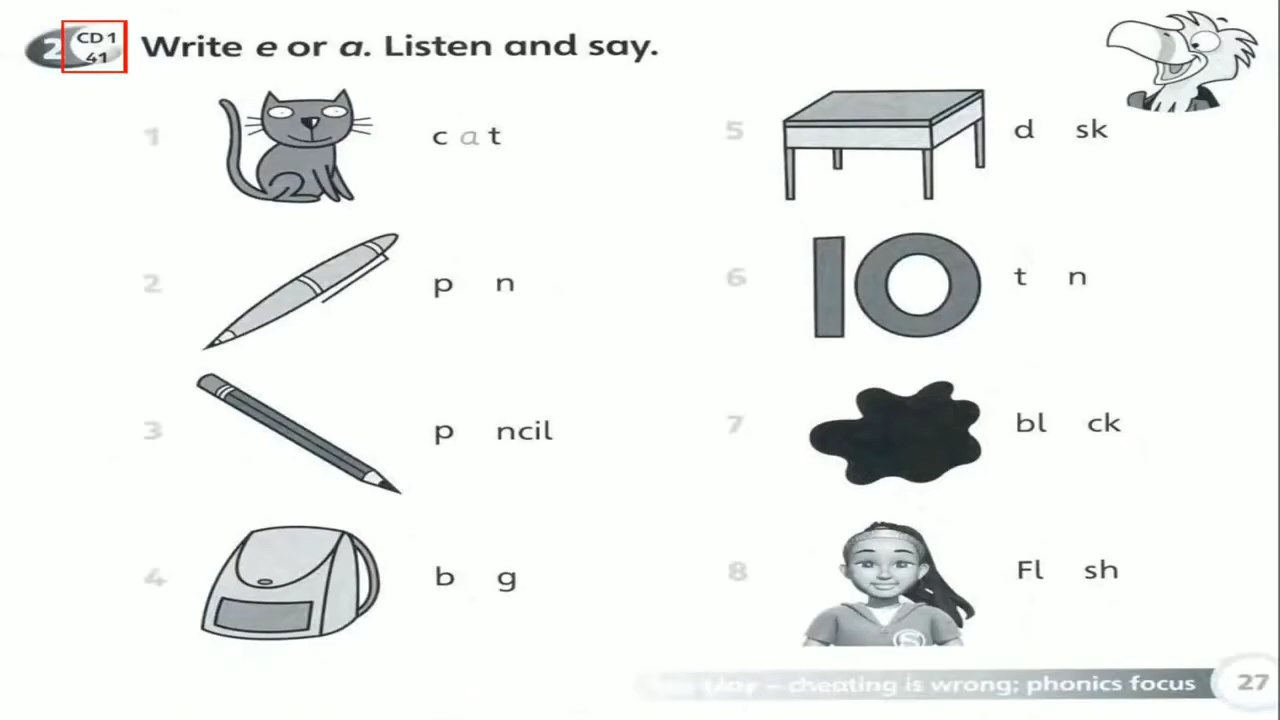 2 CD1 41 Write e or a. Listen and say.
1 c a t
2 p n
3 p ncil
4 b g
5 d sk
6 10 t n
7 bl ck
8 Fl sh
S
play – cheating is wrong; phonics focus 27